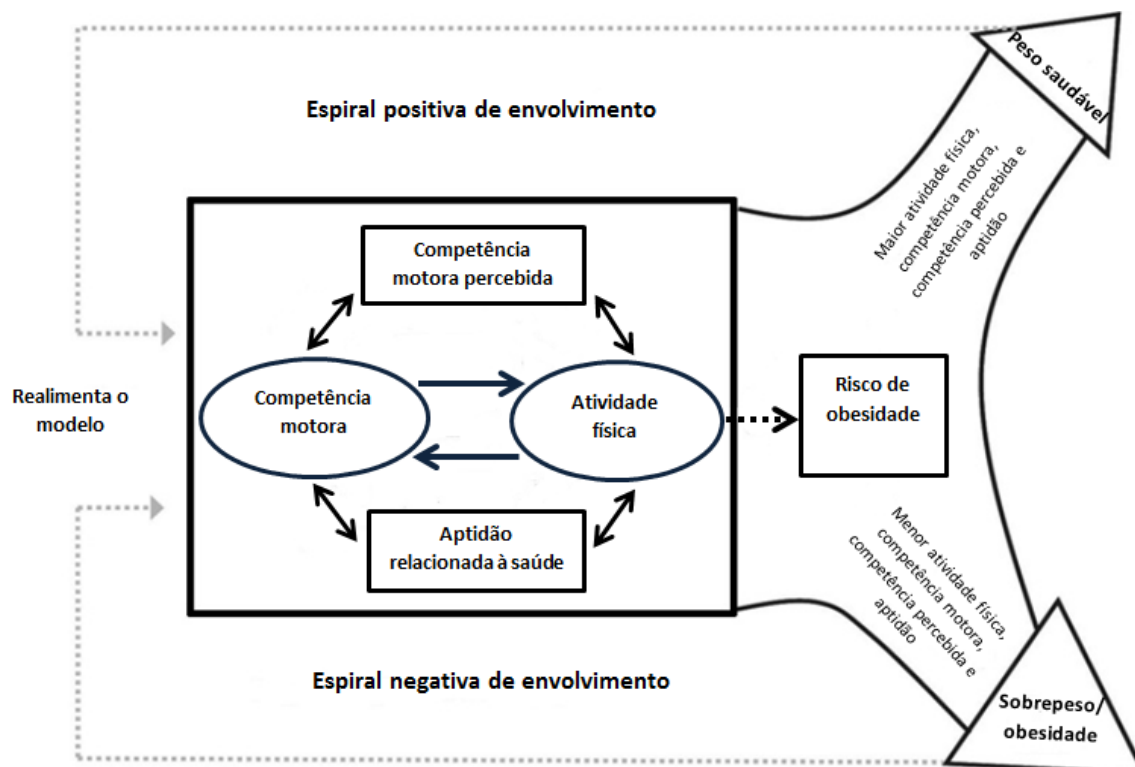 Peso saudável
Espiral positiva de envolvimento
Maior atividade física,
competência motora,
competência percebida e
aptidão
Competência
motora percebida
Realimenta o
modelo
Competência
motora
Atividade
física
Risco de
obesidade
Aptidão
relacionada à saúde
Menor atividade física,
competência motora,
competência percebida e
aptidão
Espiral negativa de envolvimento
Sobrepeso/
obesidade